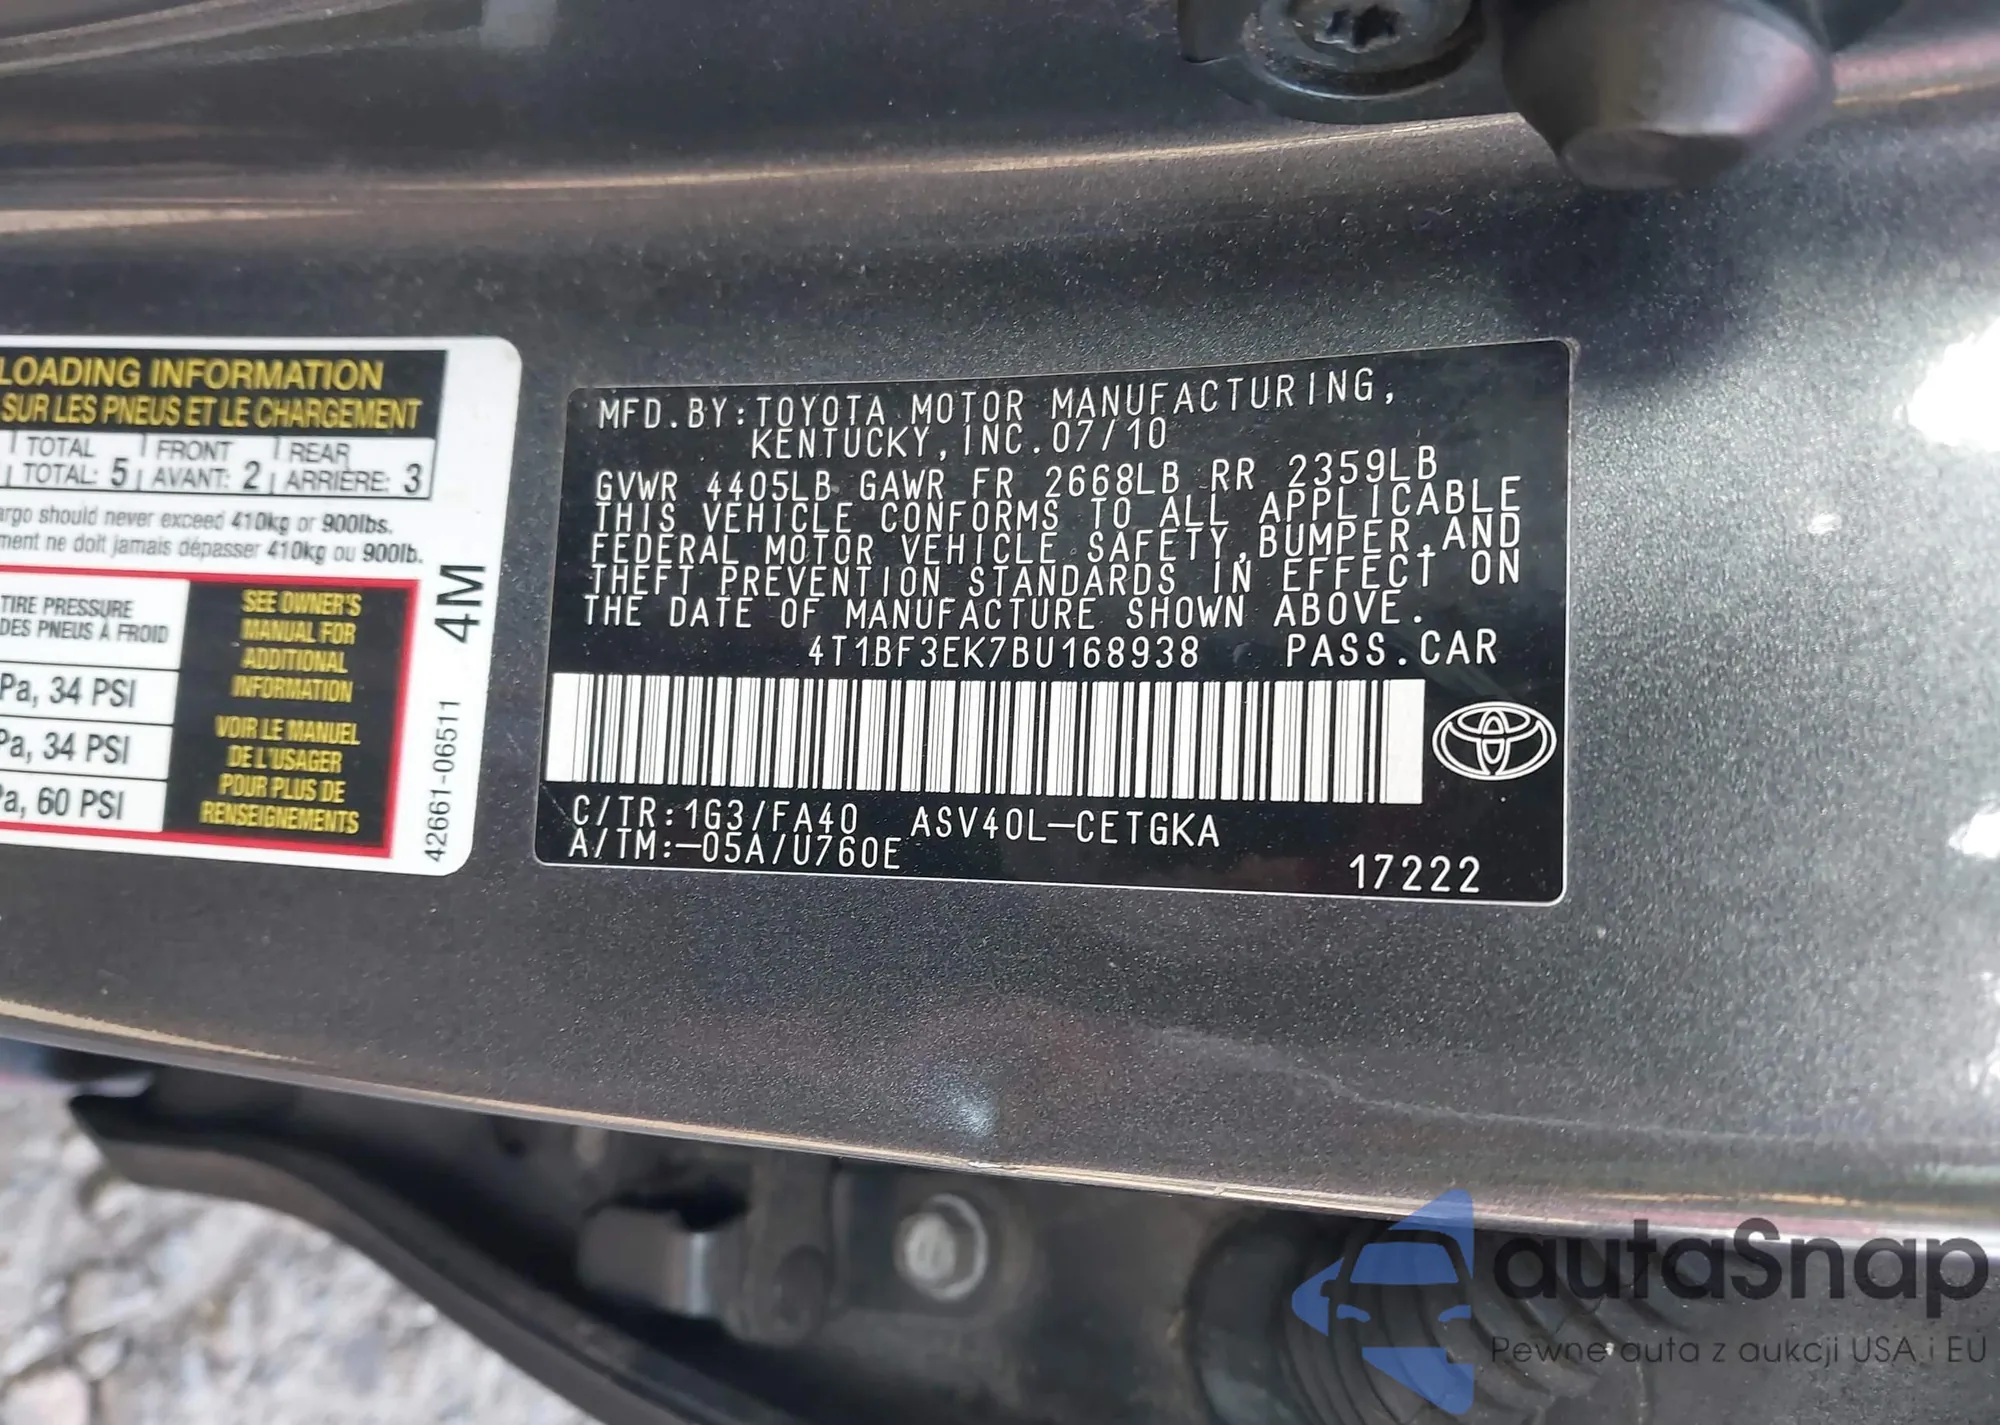 LOADING INFORMATION
SUR LES PNEUS ET LE CHARGEMENT
TOTAL FRONT REAR
TOTAL: 5 AVANT: 2 ARRIÈRE: 3
should never exceed 410kg or 900lbs.
ne doit jamais dépasser 410kg ou 900lb.
TIRE PRESSURE
DES PNEUS À FROID
Pa, 34 PSI
Pa, 34 PSI
Pa, 60 PSI
SEE OWNER'S
MANUAL FOR
ADDITIONAL
INFORMATION
VOIR LE MANUEL
DE L'USAGER
POUR PLUS DE
RENSEIGNEMENTS
42661-06511 4M
MFD.BY:TOYOTA MOTOR MANUFACTURING,
KENTUCKY,INC.07/10
GVWR 4405LB GAWR FR 2668LB RR 2359LB
THIS VEHICLE CONFORMS TO ALL APPLICABLE
FEDERAL MOTOR VEHICLE SAFETY,BUMPER,AND
THEFT PREVENTION STANDARDS IN EFFECT ON
THE DATE OF MANUFACTURE SHOWN ABOVE.
4T1BF3EK7BU168938 PASS.CAR
C/TR:1G3/FA40 ASV40L-CETGKA
A/TM:-05A/U760E
17222
autaSnap
Pewne auta z aukcji USA i EU